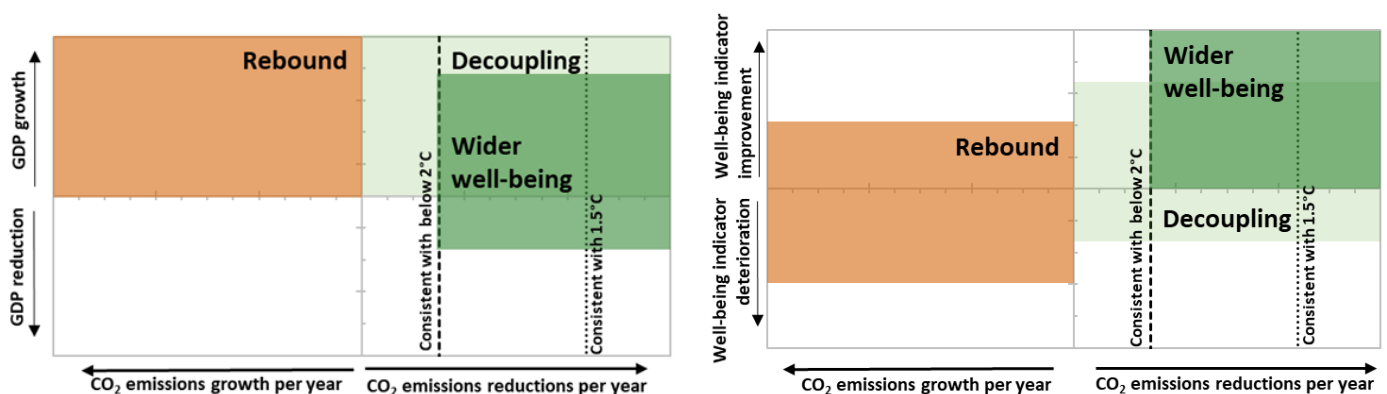 GDP growth
GDP reduction
Rebound
Decoupling
Wider
well-being
Consistent with below 2°C
Consistent with 1.5°C
CO₂ emissions growth per year
CO₂ emissions reductions per year
Well-being indicator
improvement
Well-being indicator
deterioration
Wider
well-being
Rebound
Decoupling
Consistent with below 2°C
Consistent with 1.5°C
CO₂ emissions growth per year
CO₂ emissions reductions per year